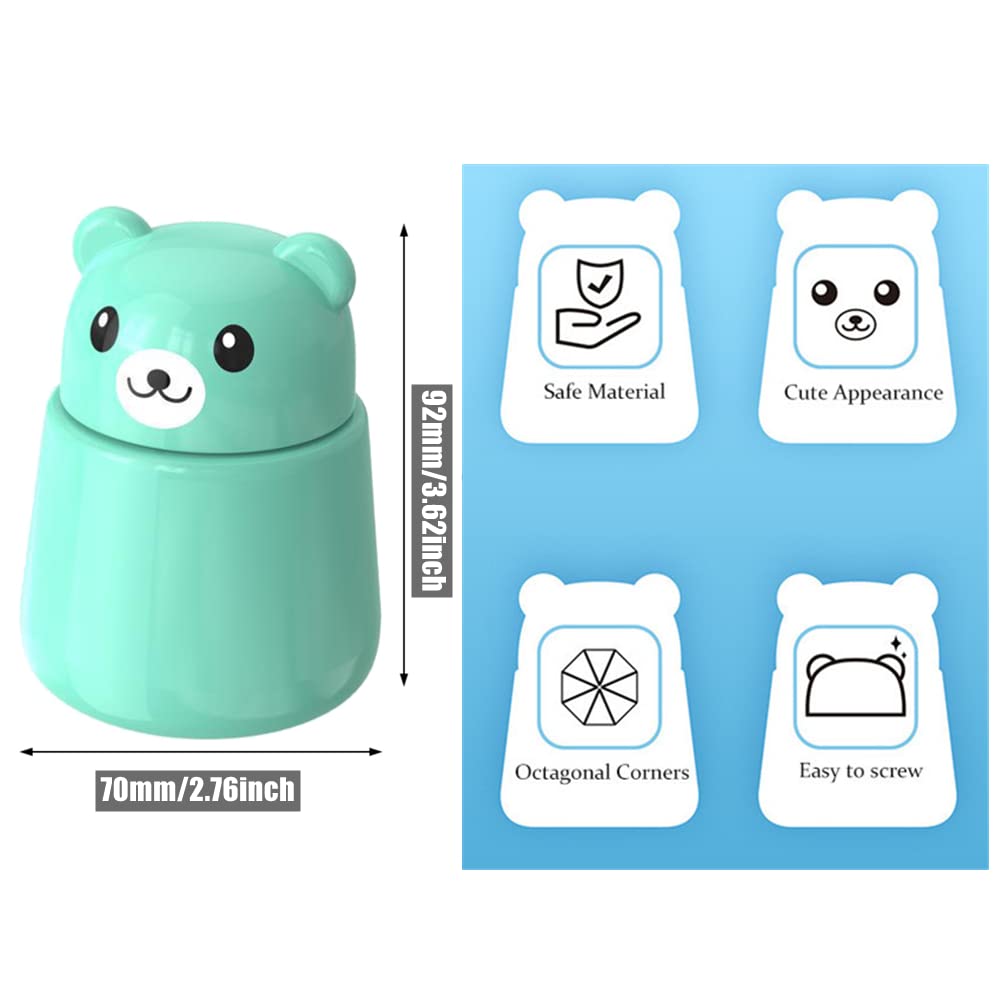 92mm/3.62inch
70mm/2.76inch
Safe Material
Cute Appearance
Octagonal Corners
Easy to screw